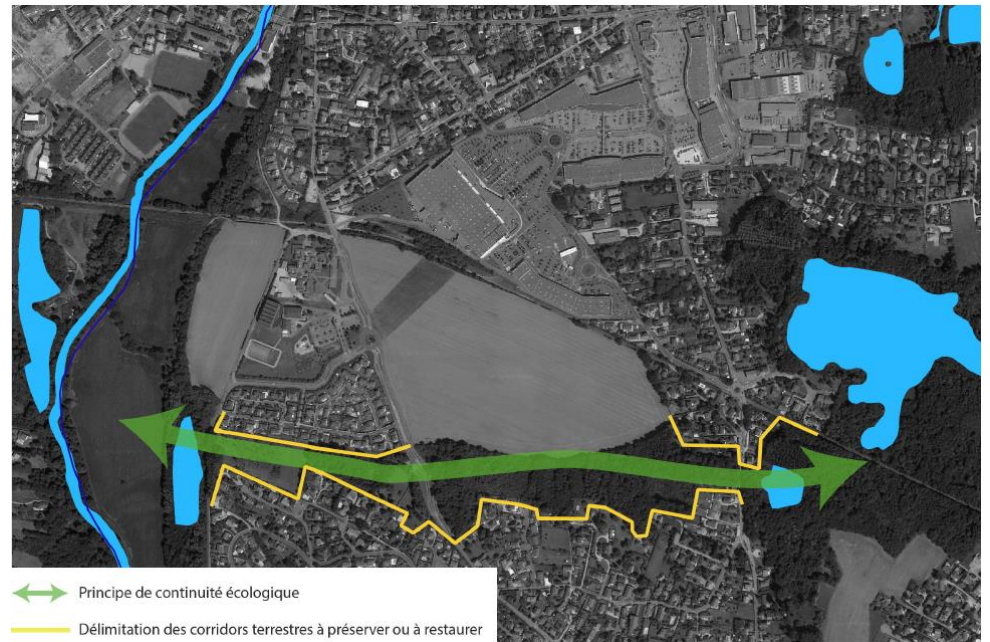 Principe de continuité écologique
Délimitation des corridors terrestres à préserver ou à restaurer